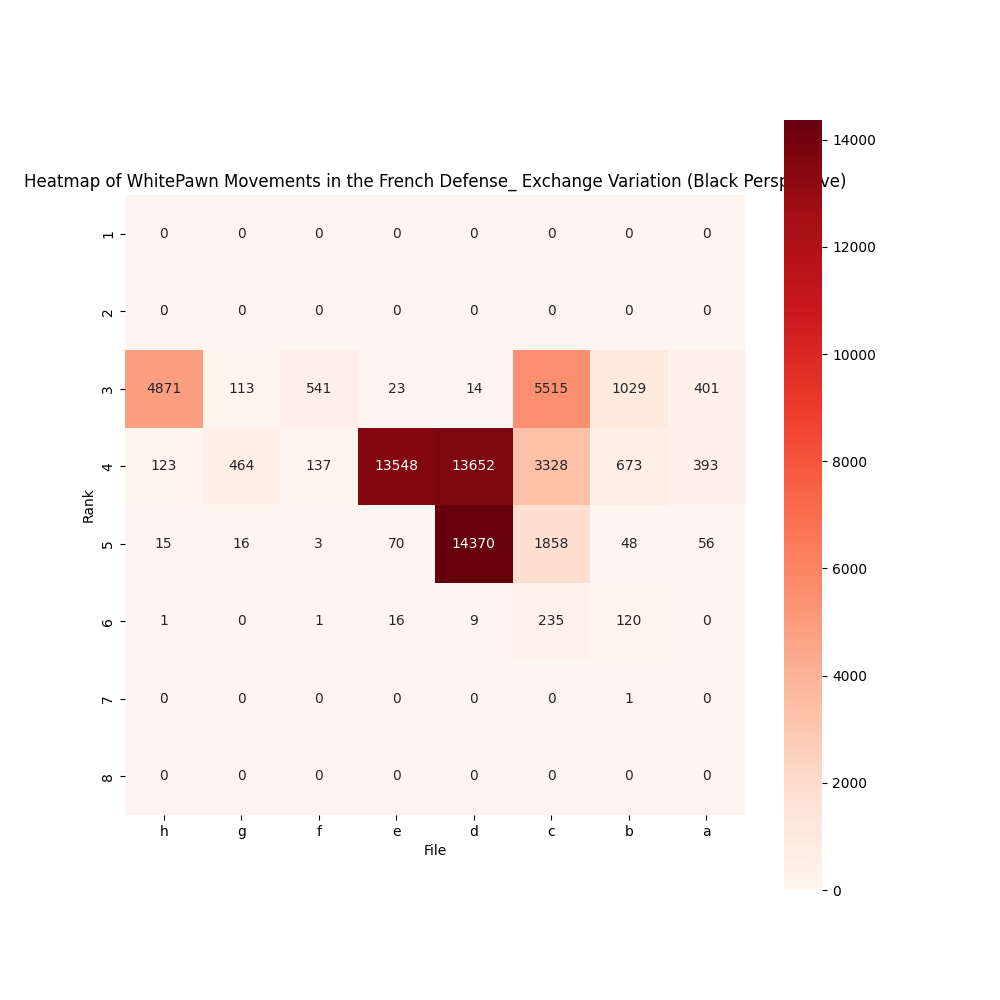 Heatmap of WhitePawn Movements in the French Defense_ Exchange Variation (Black Persp ve)
14000
12000
10000
8000
6000
4000
2000
0
Rank
1 0 0 0 0 0 0 0 0
2 0 0 0 0 0 0 0 0
3 4871 113 541 23 14 5515 1029 401
4 123 464 137 13548 13652 3328 673 393
5 15 16 3 70 14370 1858 48 56
6 1 0 1 16 9 235 120 0
7 0 0 0 0 0 0 1 0
8 0 0 0 0 0 0 0 0
h g f e d c b a
File